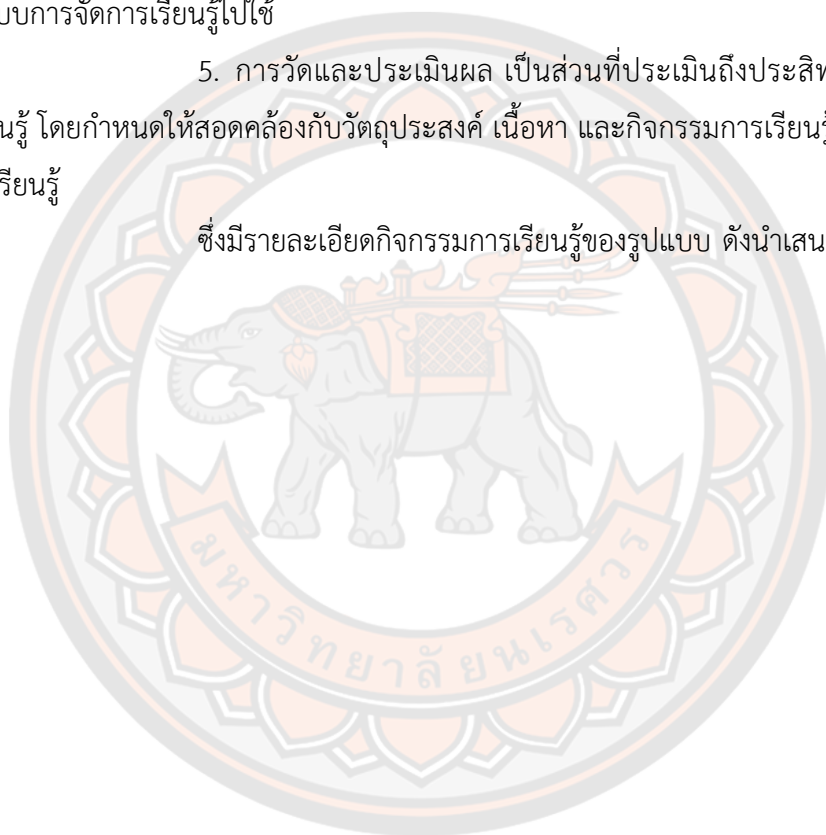 บบการจัดการเรียนรู้ไปใช้
5. การวัดและประเมินผล เป็นส่วนที่ประเมินถึงประสิท
นรู้ โดยกำหนดให้สอดคล้องกับวัตถุประสงค์ เนื้อหา และกิจกรรมการเรียนรู้
รียนรู้
ซึ่งมีรายละเอียดกิจกรรมการเรียนรู้ของรูปแบบ ดังนำเสน
มหาวิทยาลัยนเรศวร